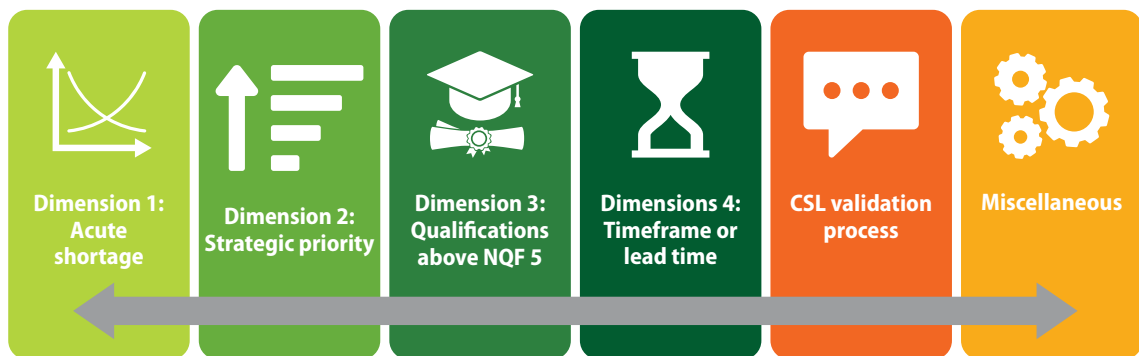 Dimension 1:
Acute
shortage
Dimension 2:
Strategic priority
Dimension 3:
Qualifications
above NQF 5
Dimensions 4:
Timeframe or
lead time
CSL validation
process
Miscellaneous